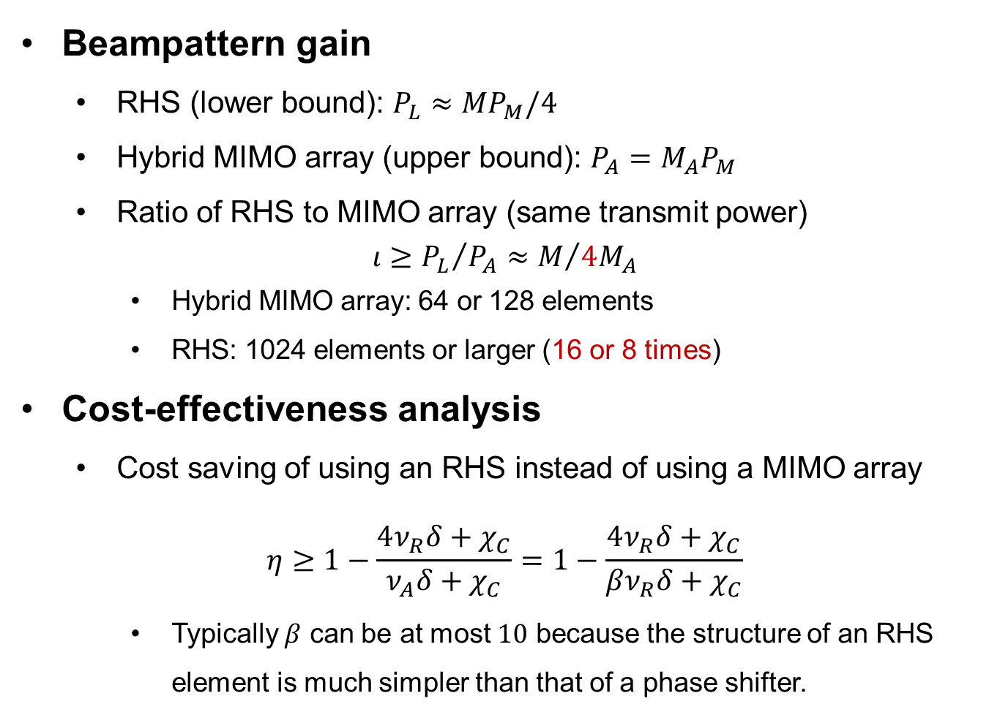 • Beampattern gain
• RHS (lower bound): 𝑃_𝐿 ≈ 𝑀𝑃_𝑀/4
• Hybrid MIMO array (upper bound): 𝑃_𝐴 = 𝑀_𝐴𝑃_𝑀
• Ratio of RHS to MIMO array (same transmit power)
𝜄 ≥ 𝑃_𝐿/𝑃_𝐴 ≈ 𝑀/4𝑀_𝐴
• Hybrid MIMO array: 64 or 128 elements
• RHS: 1024 elements or larger (16 or 8 times)
• Cost-effectiveness analysis
• Cost saving of using an RHS instead of using a MIMO array
𝜂 ≥ 1 − (4𝜈_𝑅𝛿 + 𝜒_𝐶)/(𝜈_𝐴𝛿 + 𝜒_𝐶) = 1 − (4𝜈_𝑅𝛿 + 𝜒_𝐶)/(𝛽𝜈_𝑅𝛿 + 𝜒_𝐶)
• Typically 𝛽 can be at most 10 because the structure of an RHS
element is much simpler than that of a phase shifter.